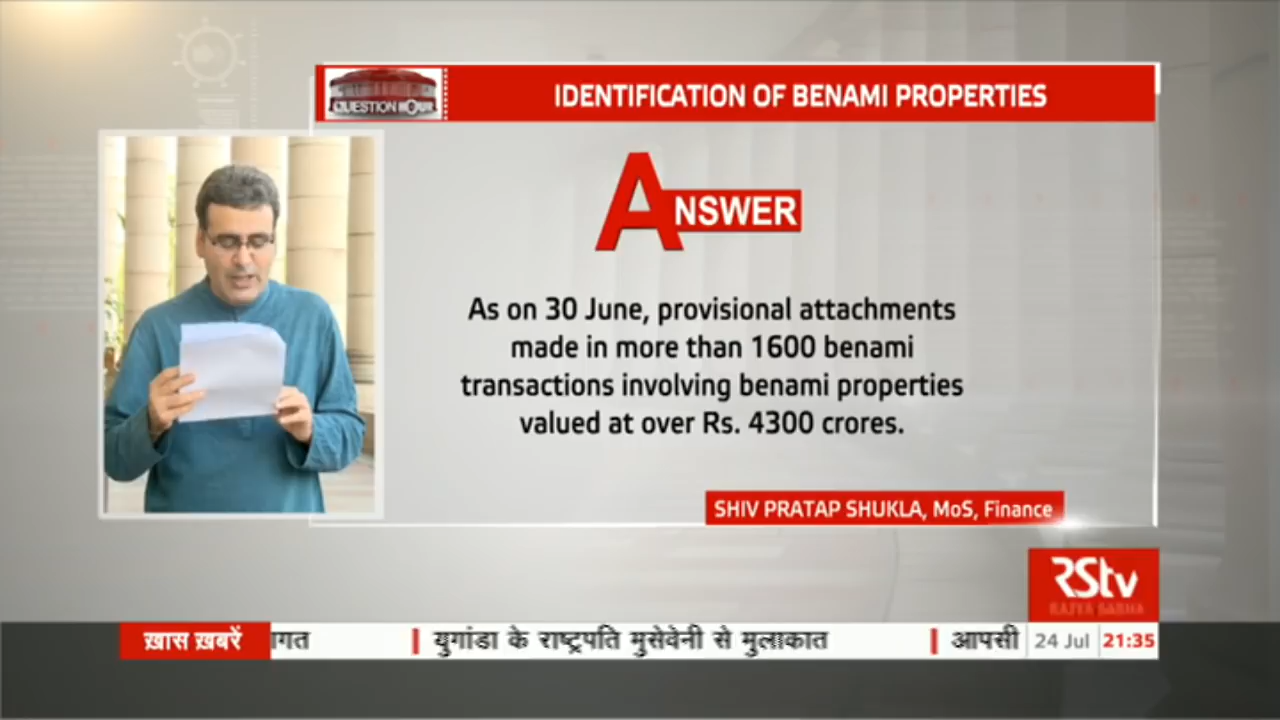 QUESTION HOUR
IDENTIFICATION OF BENAMI PROPERTIES
ANSWER
As on 30 June, provisional attachments
made in more than 1600 benami
transactions involving benami properties
valued at over Rs. 4300 crores.
SHIV PRATAP SHUKLA, MoS, Finance
RStv
RAJYA SABHA
ख़ास ख़बरें गत | युगांडा के राष्ट्रपति मुसेवेनी से मुलाकात | आपसी 24 Jul 21:35